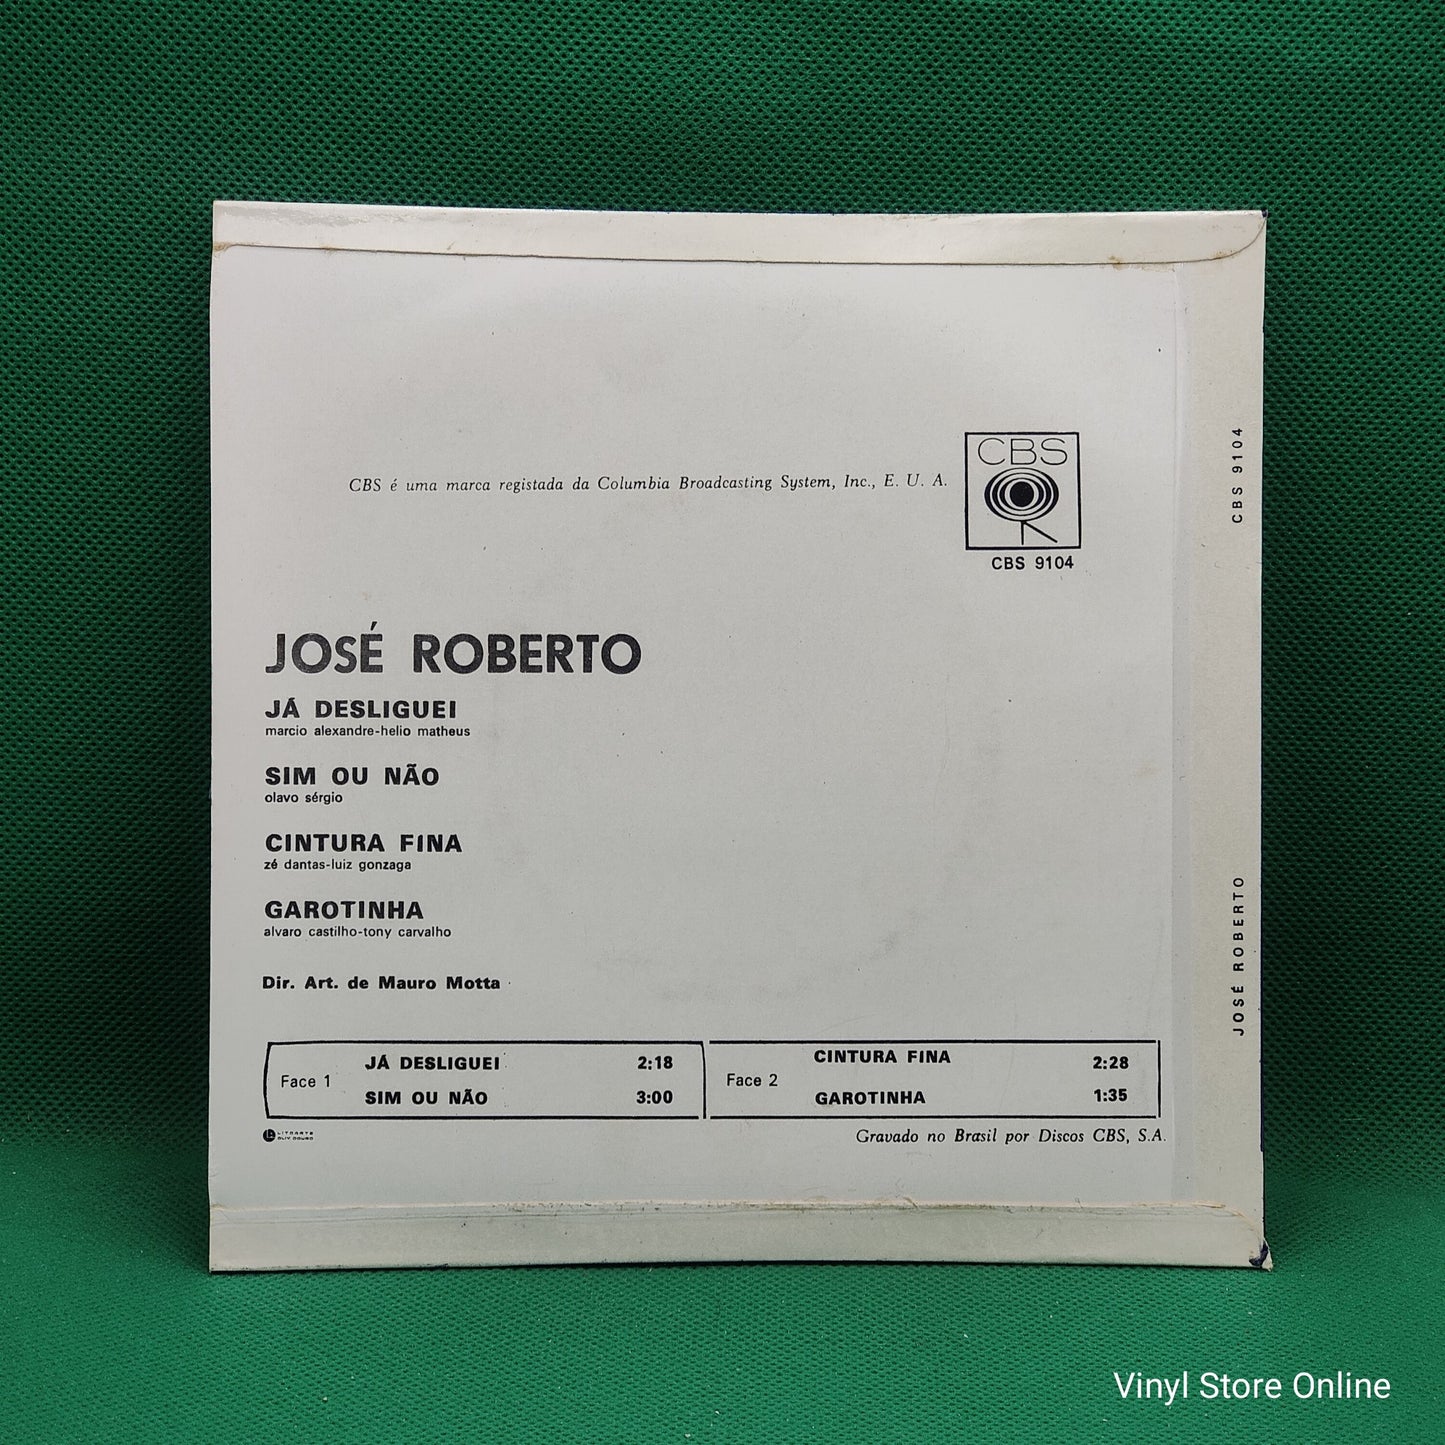 CBS é uma marca registada da Columbia Broadcasting System, Inc., E. U. A.
CBS
CBS 9104
JOSÉ ROBERTO
JÁ DESLIGUEI
marcio alexandre-helio matheus
SIM OU NÃO
olavo sérgio
CINTURA FINA
zé dantas-luiz gonzaga
GAROTINHA
alvaro castilho-tony carvalho
Dir. Art. de Mauro Motta
Face 1
JÁ DESLIGUEI 2:18
SIM OU NÃO 3:00
Face 2
CINTURA FINA 2:28
GAROTINHA 1:35
LITOARTE
Gravado no Brasil por Discos CBS, S.A.
JOSÉ ROBERTO CBS 9104
Vinyl Store Online